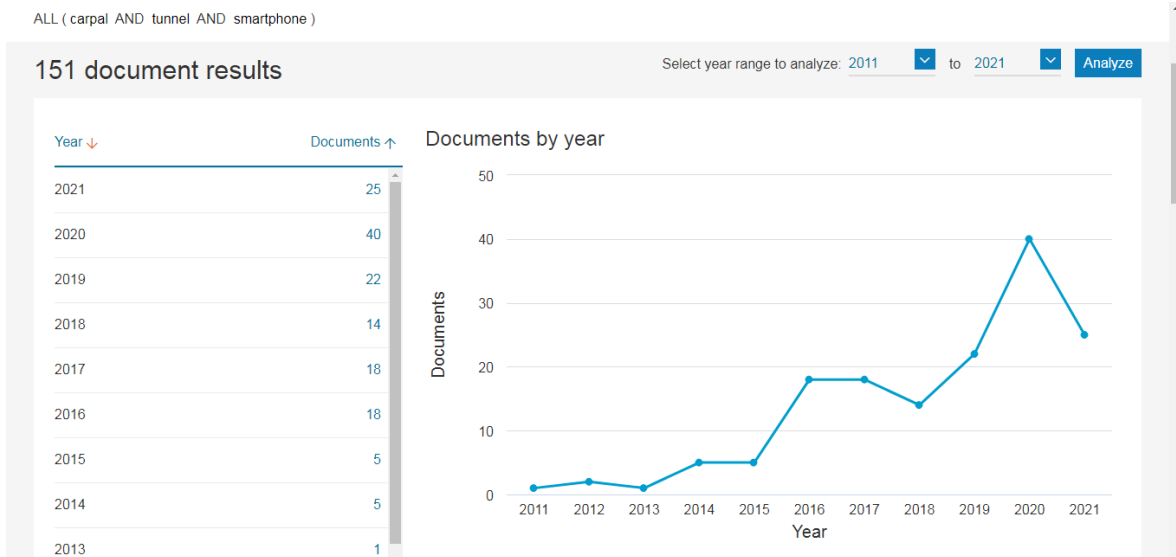 ALL ( carpal AND tunnel AND smartphone )
151 document results
Select year range to analyze: 2011 to 2021 Analyze
Year Documents
2021 25
2020 40
2019 22
2018 14
2017 18
2016 18
2015 5
2014 5
2013 1
Documents by year
50
40
30
20
10
0
Documents
2011 2012 2013 2014 2015 2016 2017 2018 2019 2020 2021
Year